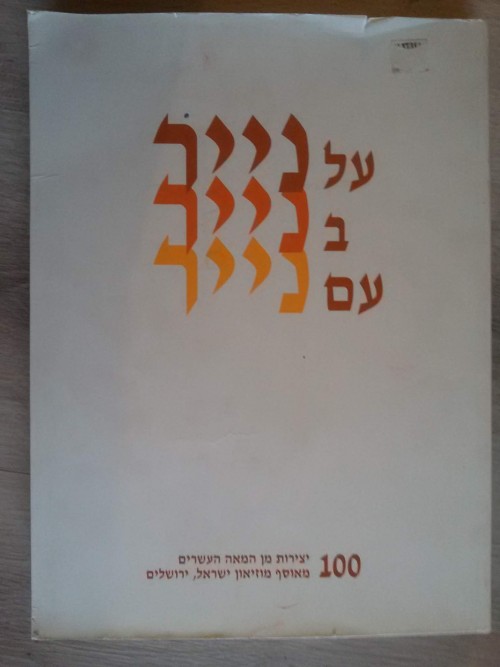 על נייר
ב נייר
עם נייר
100 יצירות מן המאה העשרים
מאוסף מוזיאון ישראל, ירושלים